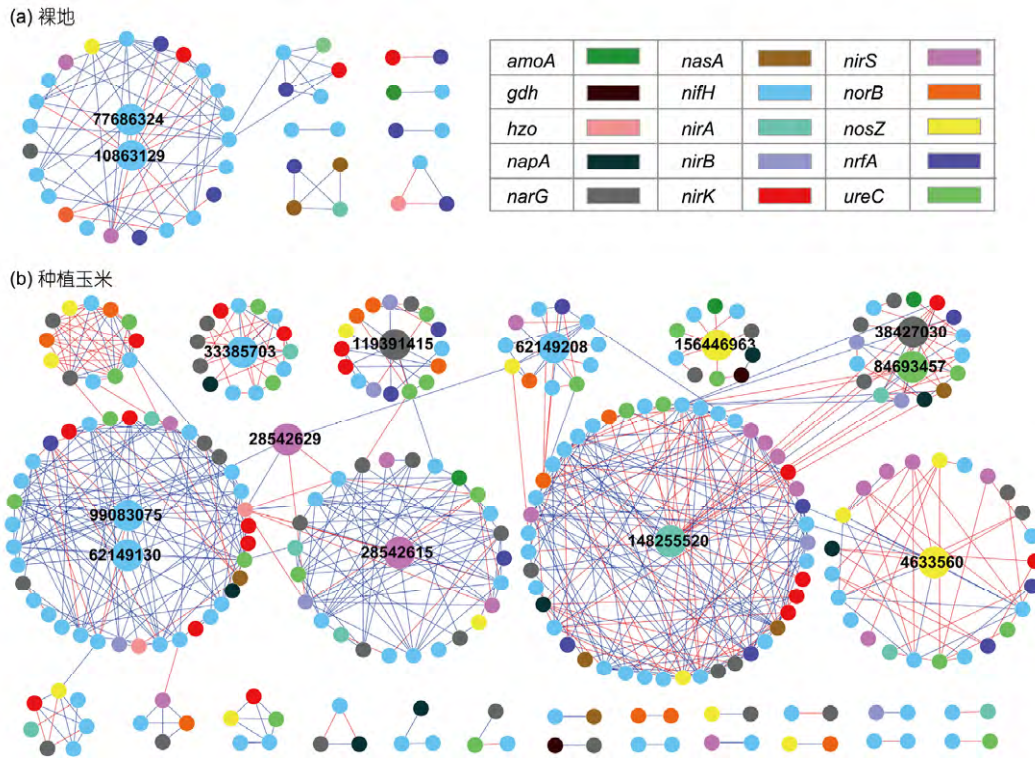 (a) 裸地
77686324
10863129
amoA nasA nirS
gdh nifH norB
hzo nirA nosZ
napA nirB nrfA
narG nirK ureC
(b) 种植玉米
33385703
119391415
62149208
156446963
38427030
84693457
28542629
99083075
62149130
28542615
148255520
4633560